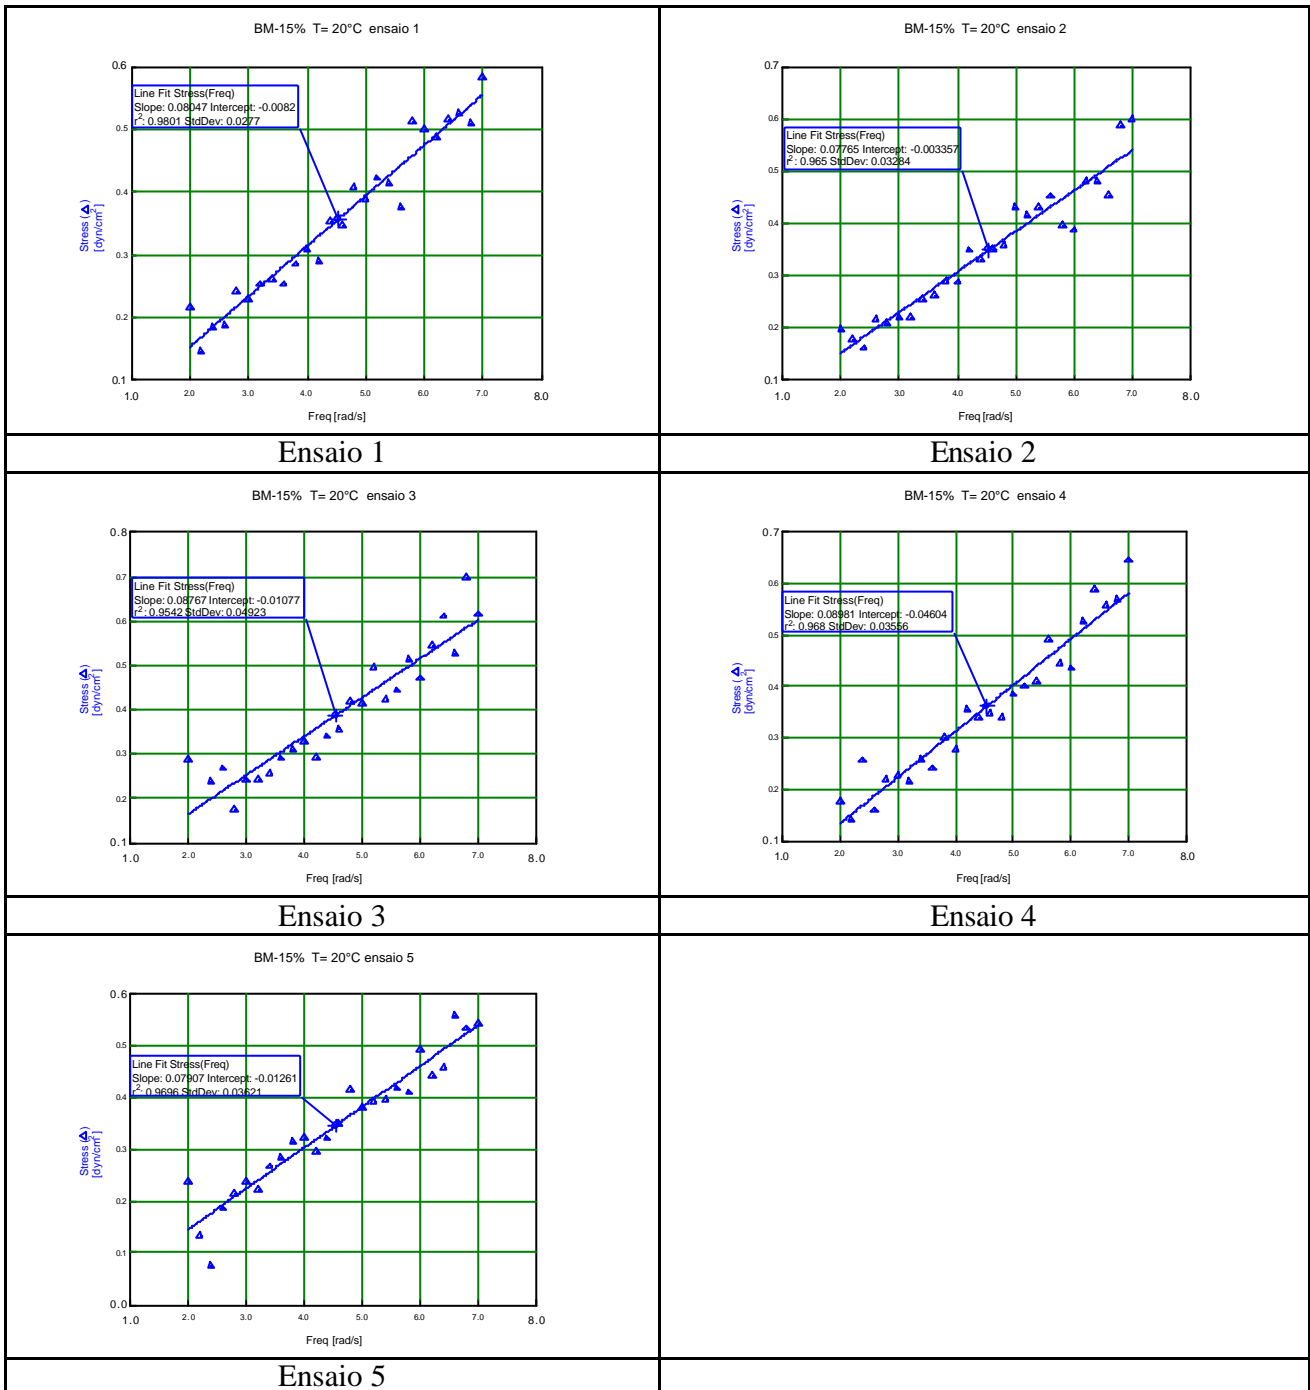 BM-15% T= 20°C ensaio 1
0.6
0.5
0.4
0.3
0.2
0.1
Stress (Δ)
[dyn/cm²]
Line Fit Stress(Freq)
Slope: 0.08047 Intercept: -0.0082
r²: 0.9801 StdDev: 0.0277
1.0 2.0 3.0 4.0 5.0 6.0 7.0 8.0
Freq [rad/s]
Ensaio 1
BM-15% T= 20°C ensaio 2
0.7
0.6
0.5
0.4
0.3
0.2
0.1
Stress (Δ)
[dyn/cm²]
Line Fit Stress(Freq)
Slope: 0.07765 Intercept: -0.003357
r²: 0.965 StdDev: 0.03284
1.0 2.0 3.0 4.0 5.0 6.0 7.0 8.0
Freq [rad/s]
Ensaio 2
BM-15% T= 20°C ensaio 3
0.8
0.7
0.6
0.5
0.4
0.3
0.2
0.1
Stress (Δ)
[dyn/cm²]
Line Fit Stress(Freq)
Slope: 0.08767 Intercept: -0.01077
r²: 0.9542 StdDev: 0.04923
1.0 2.0 3.0 4.0 5.0 6.0 7.0 8.0
Freq [rad/s]
Ensaio 3
BM-15% T= 20°C ensaio 4
0.7
0.6
0.5
0.4
0.3
0.2
0.1
Stress (Δ)
[dyn/cm²]
Line Fit Stress(Freq)
Slope: 0.08981 Intercept: -0.04604
r²: 0.968 StdDev: 0.03556
1.0 2.0 3.0 4.0 5.0 6.0 7.0 8.0
Freq [rad/s]
Ensaio 4
BM-15% T= 20°C ensaio 5
0.6
0.5
0.4
0.3
0.2
0.1
0.0
Stress (Δ)
[dyn/cm²]
Line Fit Stress(Freq)
Slope: 0.07907 Intercept: -0.01261
r²: 0.9696 StdDev: 0.03621
1.0 2.0 3.0 4.0 5.0 6.0 7.0 8.0
Freq [rad/s]
Ensaio 5